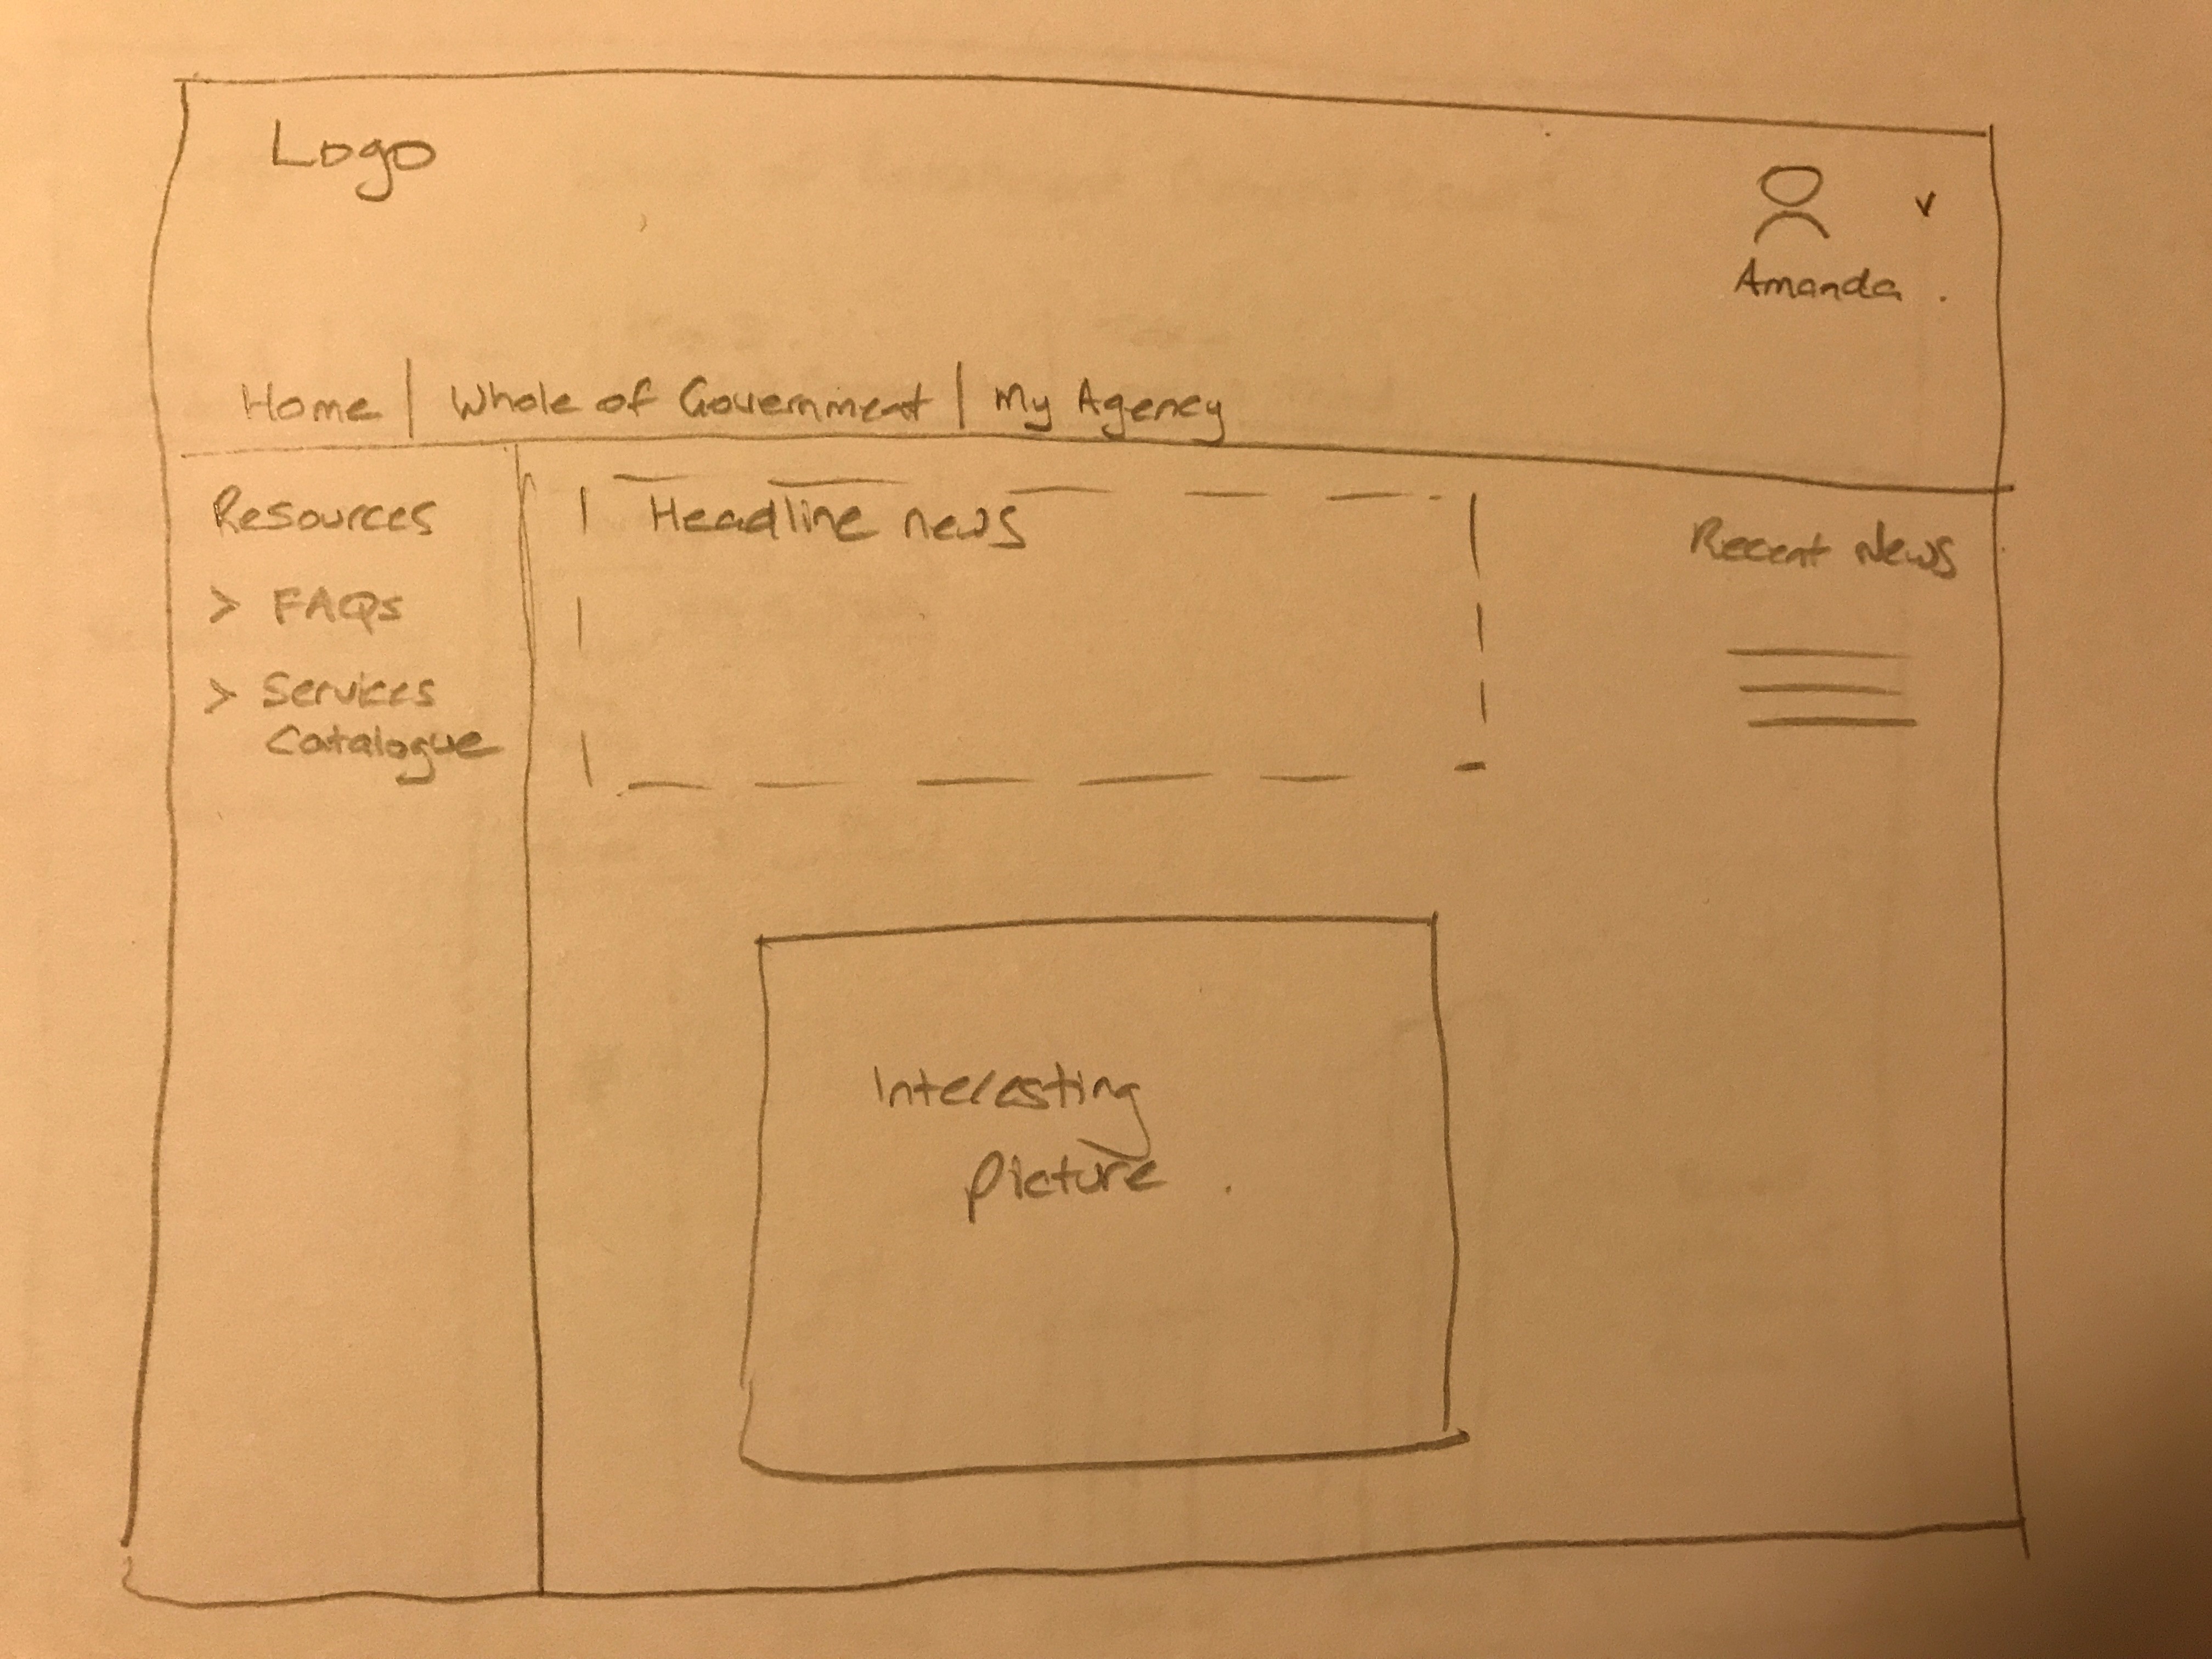 Logo
Amanda
Home | Whole of Government | My Agency
Resources
> FAQs
> Services
Catalogue
Headline news
Recent News
Interesting
picture